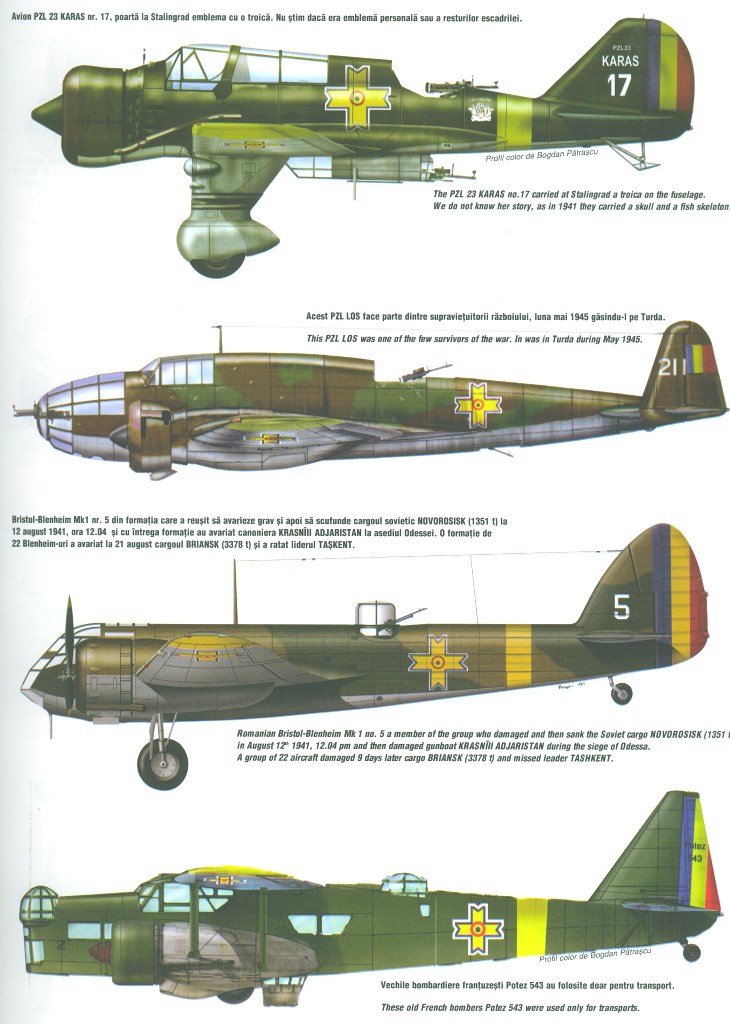 Avion PZL 23 KARAS nr. 17, poartă la Stalingrad emblema cu o troică. Nu știm dacă era emblemă personală sau a resturilor escadrilei.
PZL23
KARAS
17
Profil color de Bogdan Pătrașcu
The PZL 23 KARAS no.17 carried at Stalingrad a troica on the fuselage.
We do not know her story, as in 1941 they carried a skull and a fish skeloton.
Acest PZL LOS face parte dintre supraviețuitorii războiului, luna mai 1945 găsindu-l pe Turda.
This PZL LOS was one of the few survivors of the war. In was in Turda during May 1945.
211
Bristol-Blenheim Mk1 nr. 5 din formația care a reușit să avarieze grav și apoi să scufunde cargoul sovietic NOVOROSISK (1351 t) la
12 august 1941, ora 12.04 și cu întrega formație au avariat canoniera KRASNÎII ADJARISTAN la asediul Odessei. O formație de
22 Blenheim-uri a avariat la 21 august cargoul BRIANSK (3378 t) și a ratat liderul TAȘKENT.
5
Romanian Bristol-Blenheim Mk 1 no. 5 a member of the group who damaged and then sank the Soviet cargo NOVOROSISK (1351 t
in August 12th 1941, 12.04 pm and then damaged gunboat KRASNÎII ADJARISTAN during the siege of Odessa.
A group of 22 aircraft damaged 9 days later cargo BRIANSK (3378 t) and missed leader TASHKENT.
Potez
543
2
Profil color de Bogdan Pătrașcu
Vechile bombardiere franțuzești Potez 543 au folosite doar pentru transport.
These old French bombers Potez 543 were used only for transports.